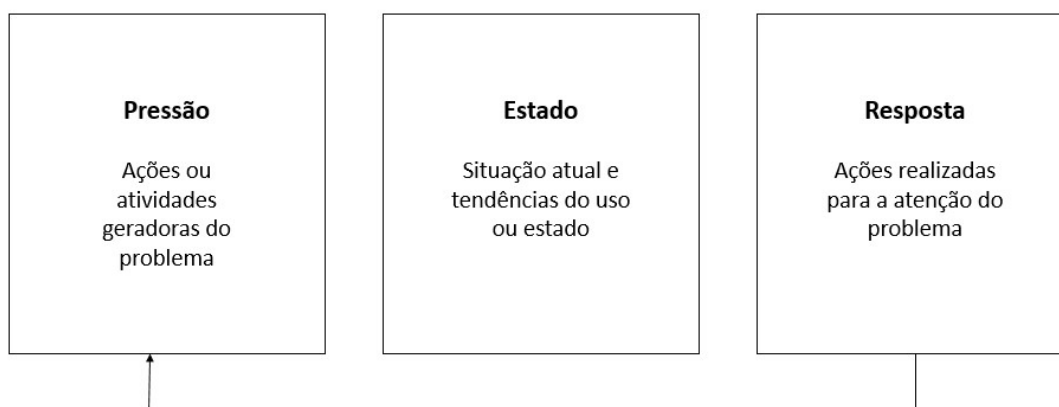 Pressão
Ações ou
atividades
geradoras do
problema
Estado
Situação atual e
tendências do uso
ou estado
Resposta
Ações realizadas
para a atenção do
problema